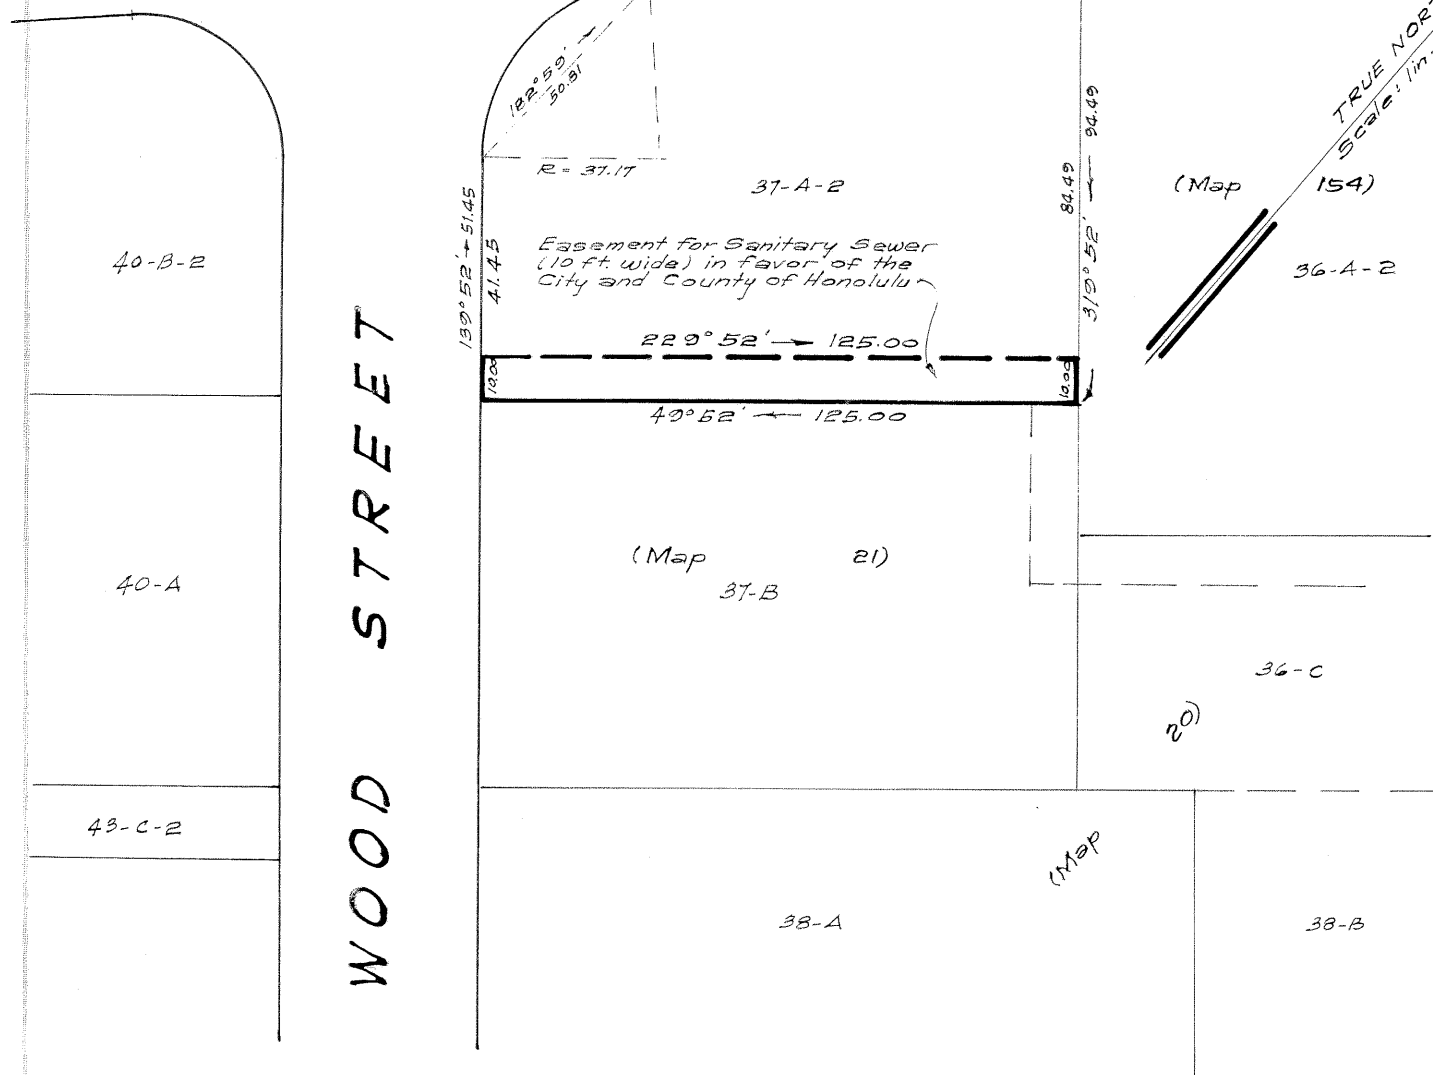 TRUE NOR
Scale: 1in.
182°59'
50.81
R = 37.17
37-A-2
139°52' 51.45
41.45
84.49
319°52' 94.49
(Map 154)
36-A-2
40-B-2
Easement for Sanitary Sewer
(10 ft. wide) in favor of the
City and County of Honolulu
229°52' 125.00
10.00
10.00
49°52' 125.00
WOOD STREET
(Map 21)
37-B
40-A
36-C
(Map 20)
43-C-2
38-A
38-B